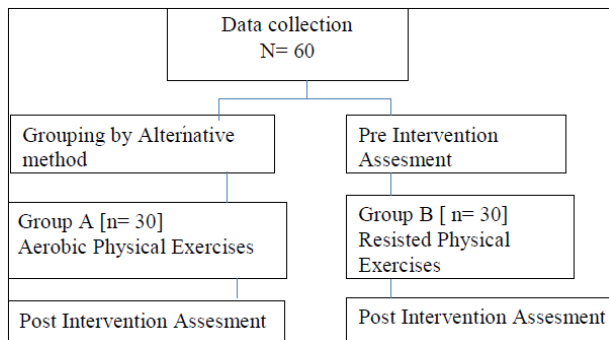 Data collection
N= 60
Grouping by Alternative
method
Pre Intervention
Assesment
Group A [n= 30]
Aerobic Physical Exercises
Group B [ n= 30]
Resisted Physical
Exercises
Post Intervention Assesment
Post Intervention Assesment